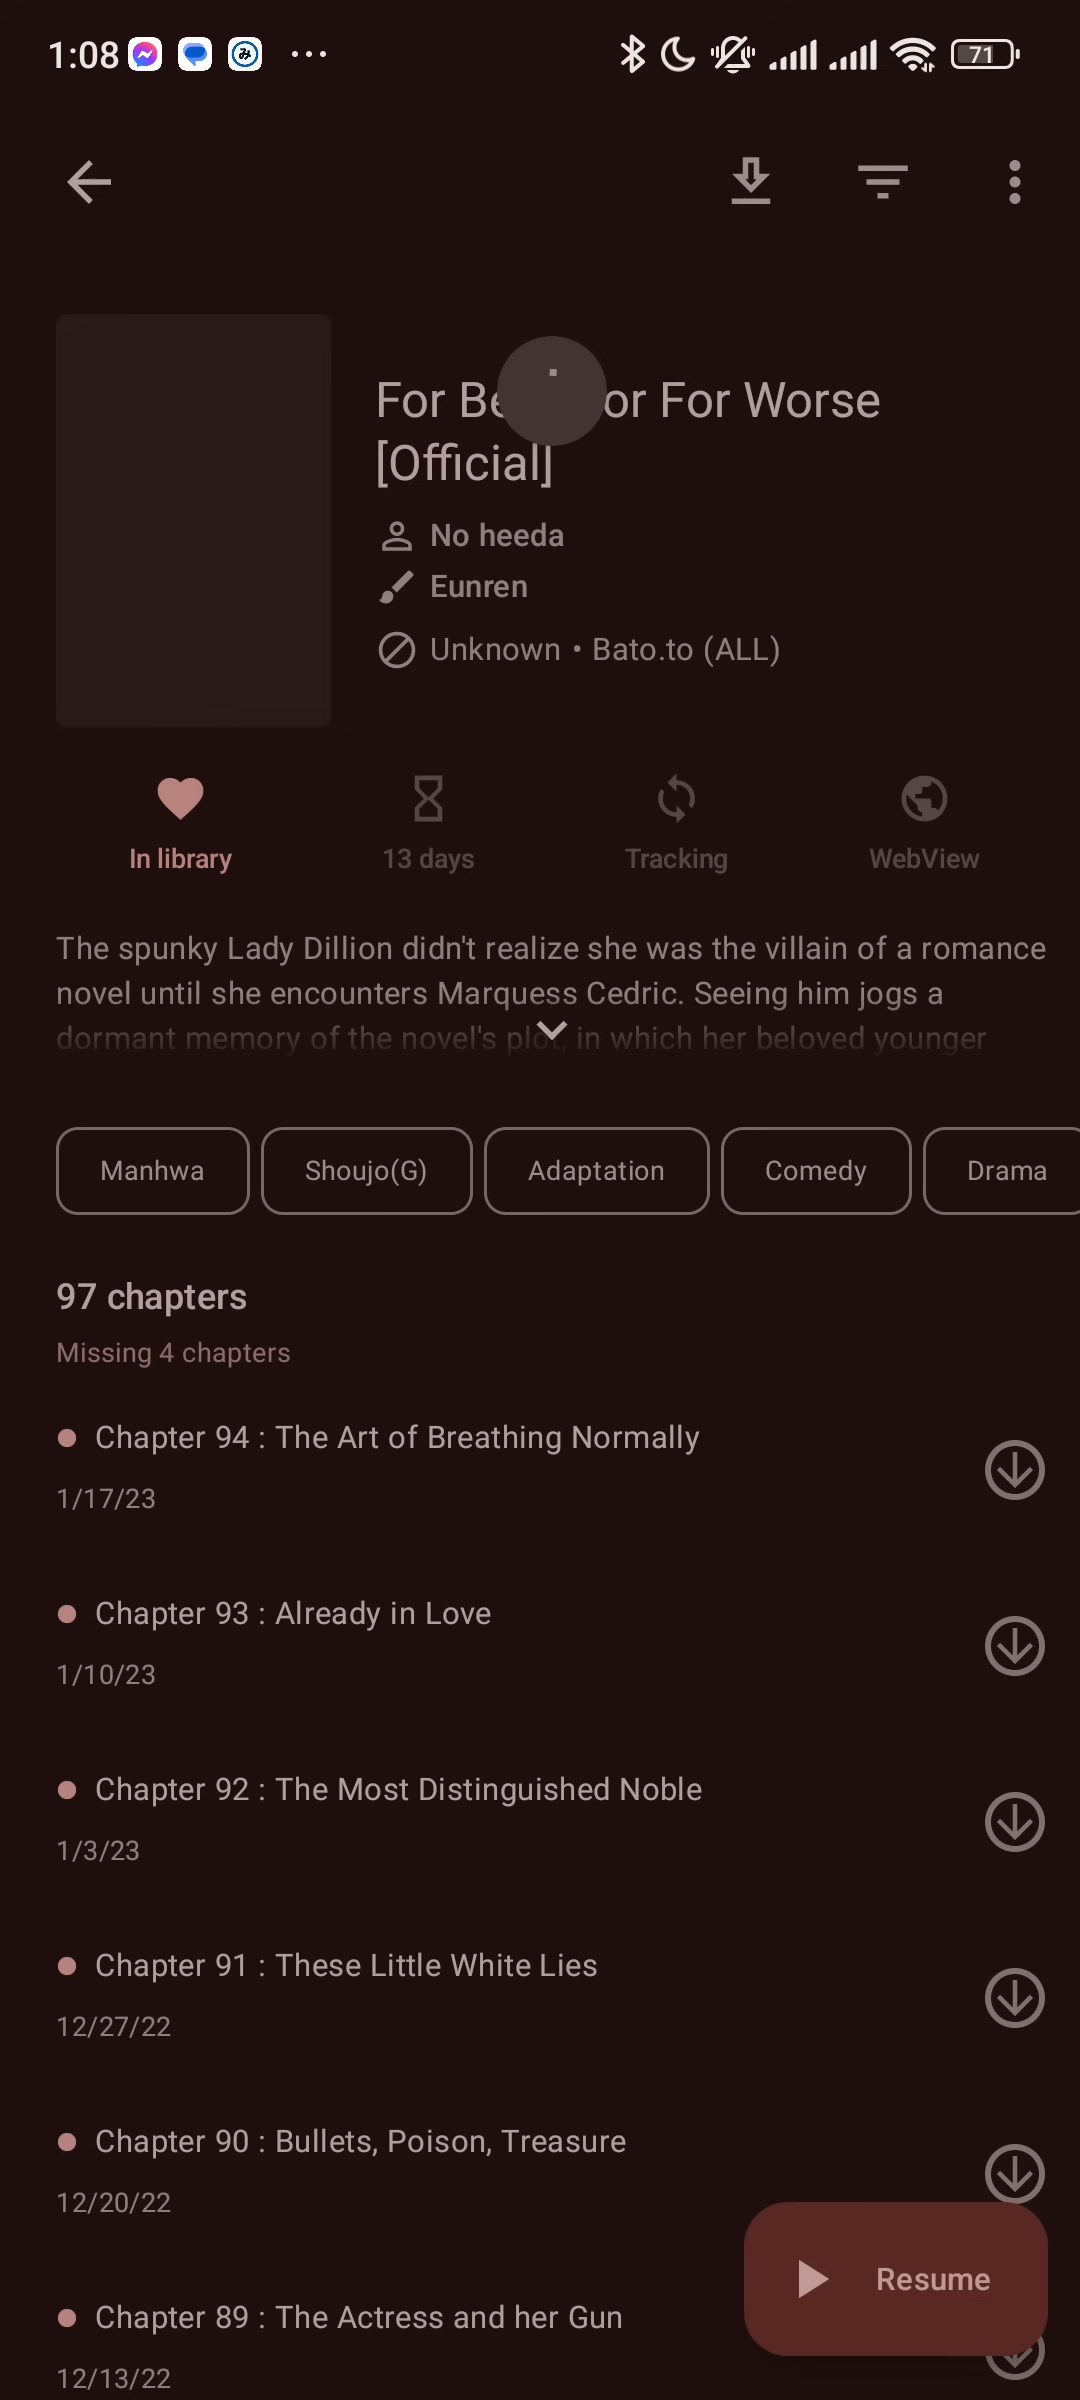 1:08
71
For Be or For Worse
[Official]
No heeda
Eunren
Unknown • Bato.to (ALL)
In library
13 days
Tracking
WebView
The spunky Lady Dillion didn't realize she was the villain of a romance
novel until she encounters Marquess Cedric. Seeing him jogs a
dormant memory of the novel's plot, in which her beloved younger
Manhwa
Shoujo(G)
Adaptation
Comedy
Drama
97 chapters
Missing 4 chapters
Chapter 94 : The Art of Breathing Normally
1/17/23
Chapter 93 : Already in Love
1/10/23
Chapter 92 : The Most Distinguished Noble
1/3/23
Chapter 91 : These Little White Lies
12/27/22
Chapter 90 : Bullets, Poison, Treasure
12/20/22
Resume
Chapter 89 : The Actress and her Gun
12/13/22